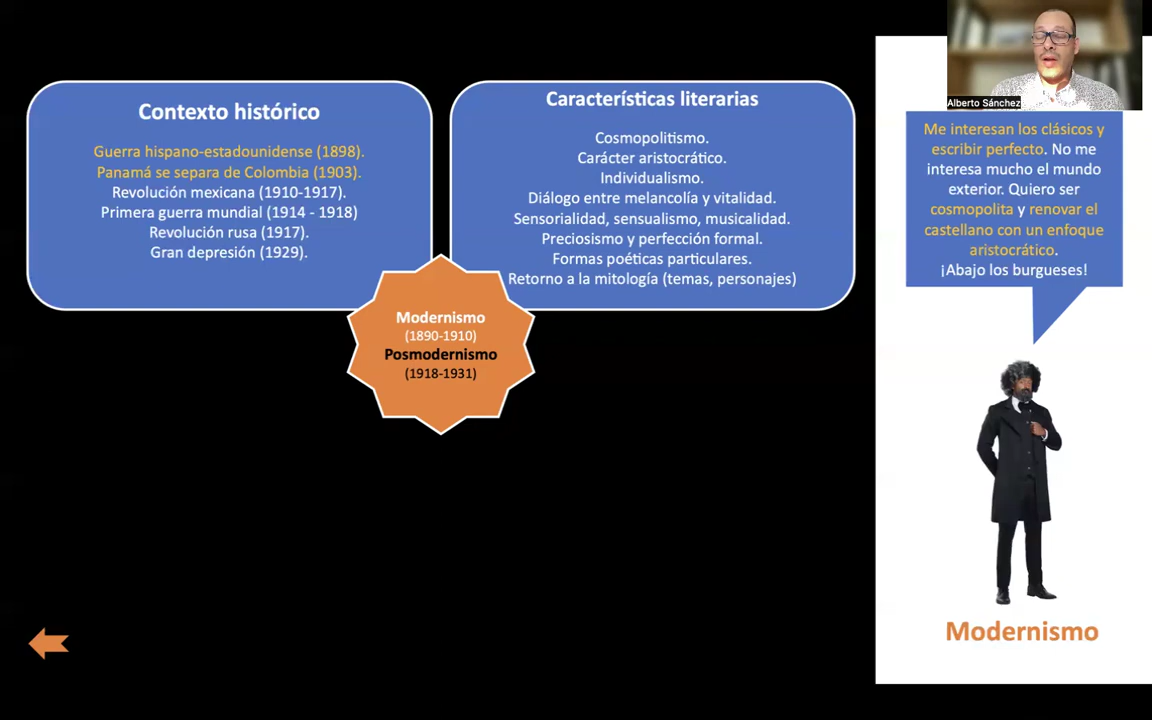 Contexto histórico
Guerra hispano-estadounidense (1898).
Panamá se separa de Colombia (1903).
Revolución mexicana (1910-1917).
Primera guerra mundial (1914 - 1918)
Revolución rusa (1917).
Gran depresión (1929).
Características literarias
Cosmopolitismo.
Carácter aristocrático.
Individualismo.
Diálogo entre melancolía y vitalidad.
Sensorialidad, sensualismo, musicalidad.
Preciosismo y perfección formal.
Formas poéticas particulares.
Retorno a la mitología (temas, personajes)
Modernismo
(1890-1910)
Posmodernismo
(1918-1931)
Alberto Sánchez
Me interesan los clásicos y
escribir perfecto. No me
interesa mucho el mundo
exterior. Quiero ser
cosmopolita y renovar el
castellano con un enfoque
aristocrático.
¡Abajo los burgueses!
Modernismo